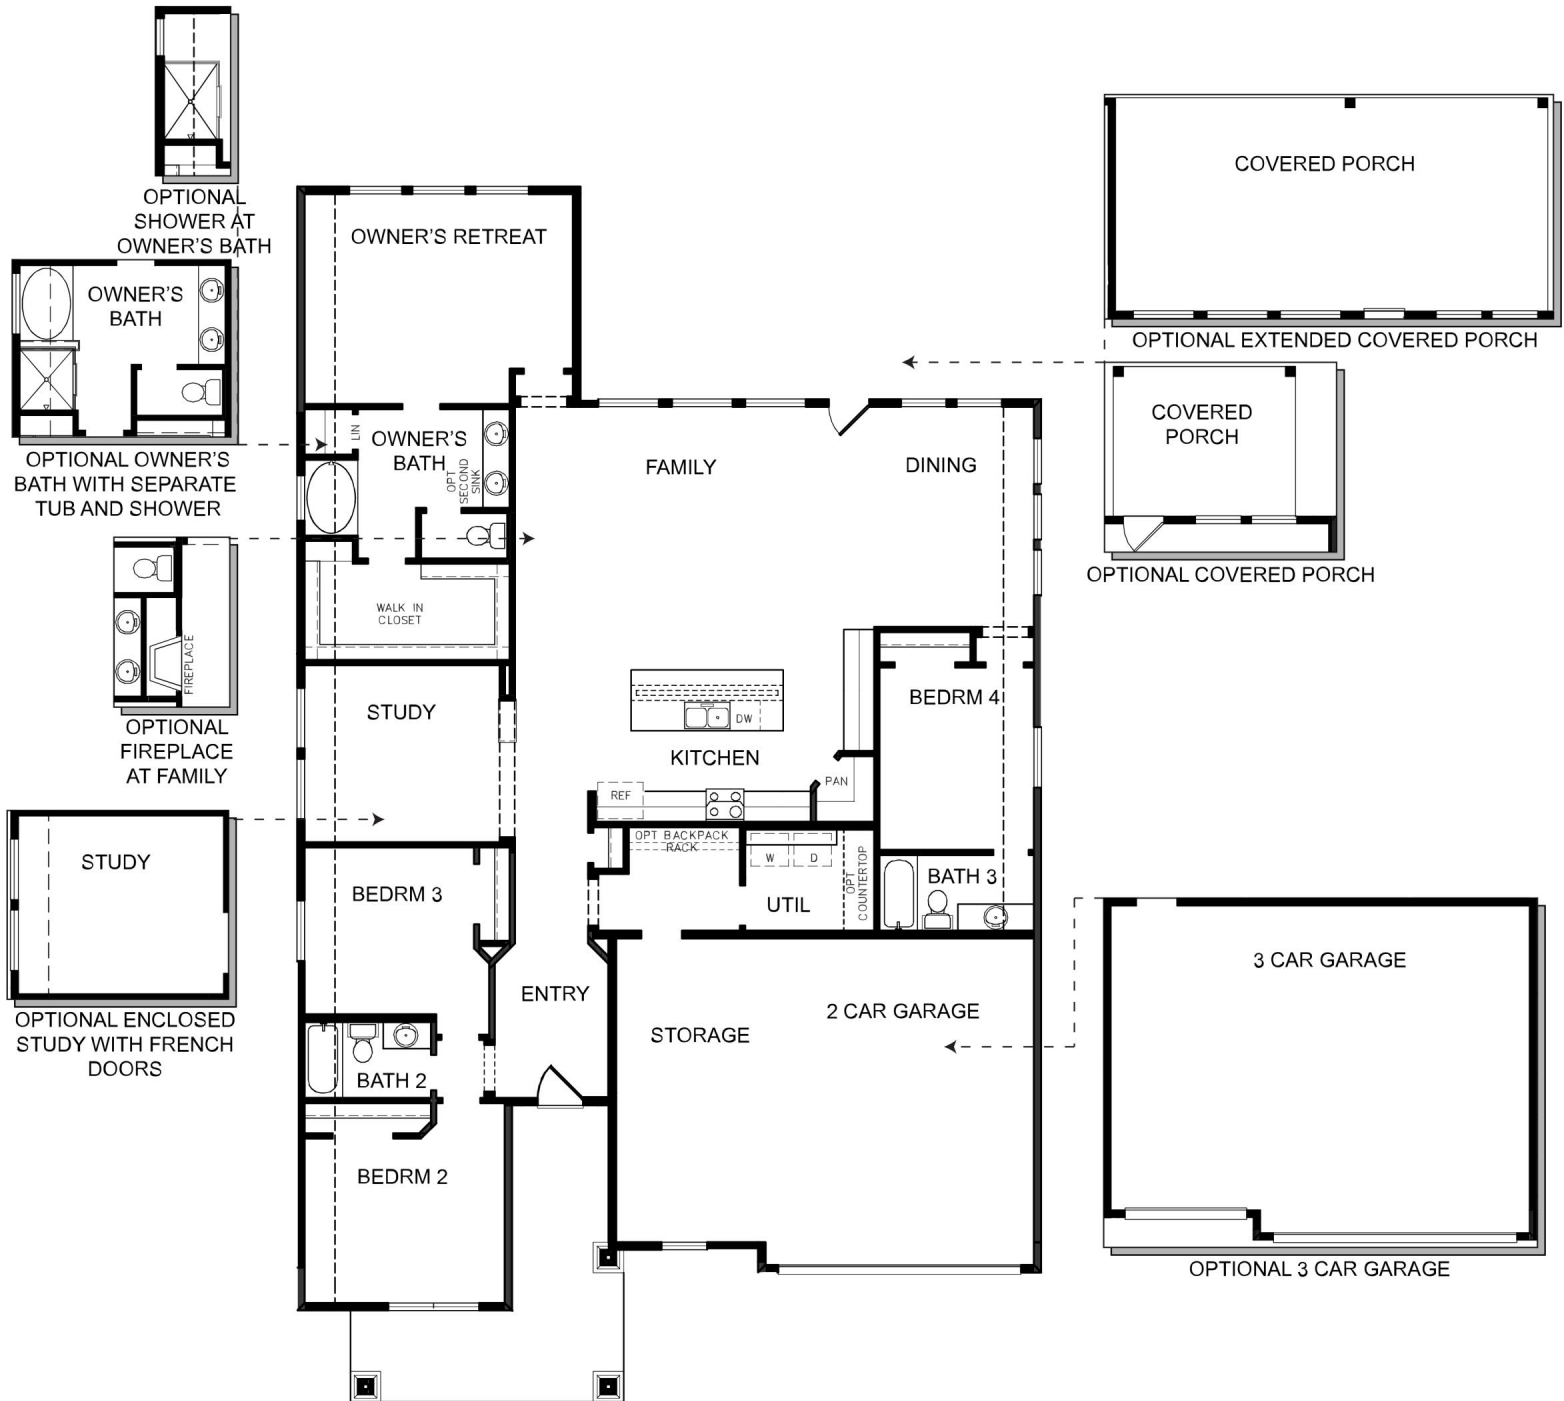 OPTIONAL
SHOWER AT
OWNER'S BATH
OWNER'S
BATH
OPTIONAL OWNER'S
BATH WITH SEPARATE
TUB AND SHOWER
FIREPLACE
OPTIONAL
FIREPLACE
AT FAMILY
STUDY
OPTIONAL ENCLOSED
STUDY WITH FRENCH
DOORS
OWNER'S RETREAT
LIN
OWNER'S
BATH
OPT
SECOND
SINK
WALK IN
CLOSET
FAMILY
DINING
STUDY
DW
KITCHEN
REF
PAN
BEDRM 4
OPT BACKPACK
RACK
W
D
OPT
COUNTERTOP
UTIL
BATH 3
BEDRM 3
ENTRY
STORAGE
2 CAR GARAGE
BATH 2
BEDRM 2
COVERED PORCH
OPTIONAL EXTENDED COVERED PORCH
COVERED
PORCH
OPTIONAL COVERED PORCH
3 CAR GARAGE
OPTIONAL 3 CAR GARAGE